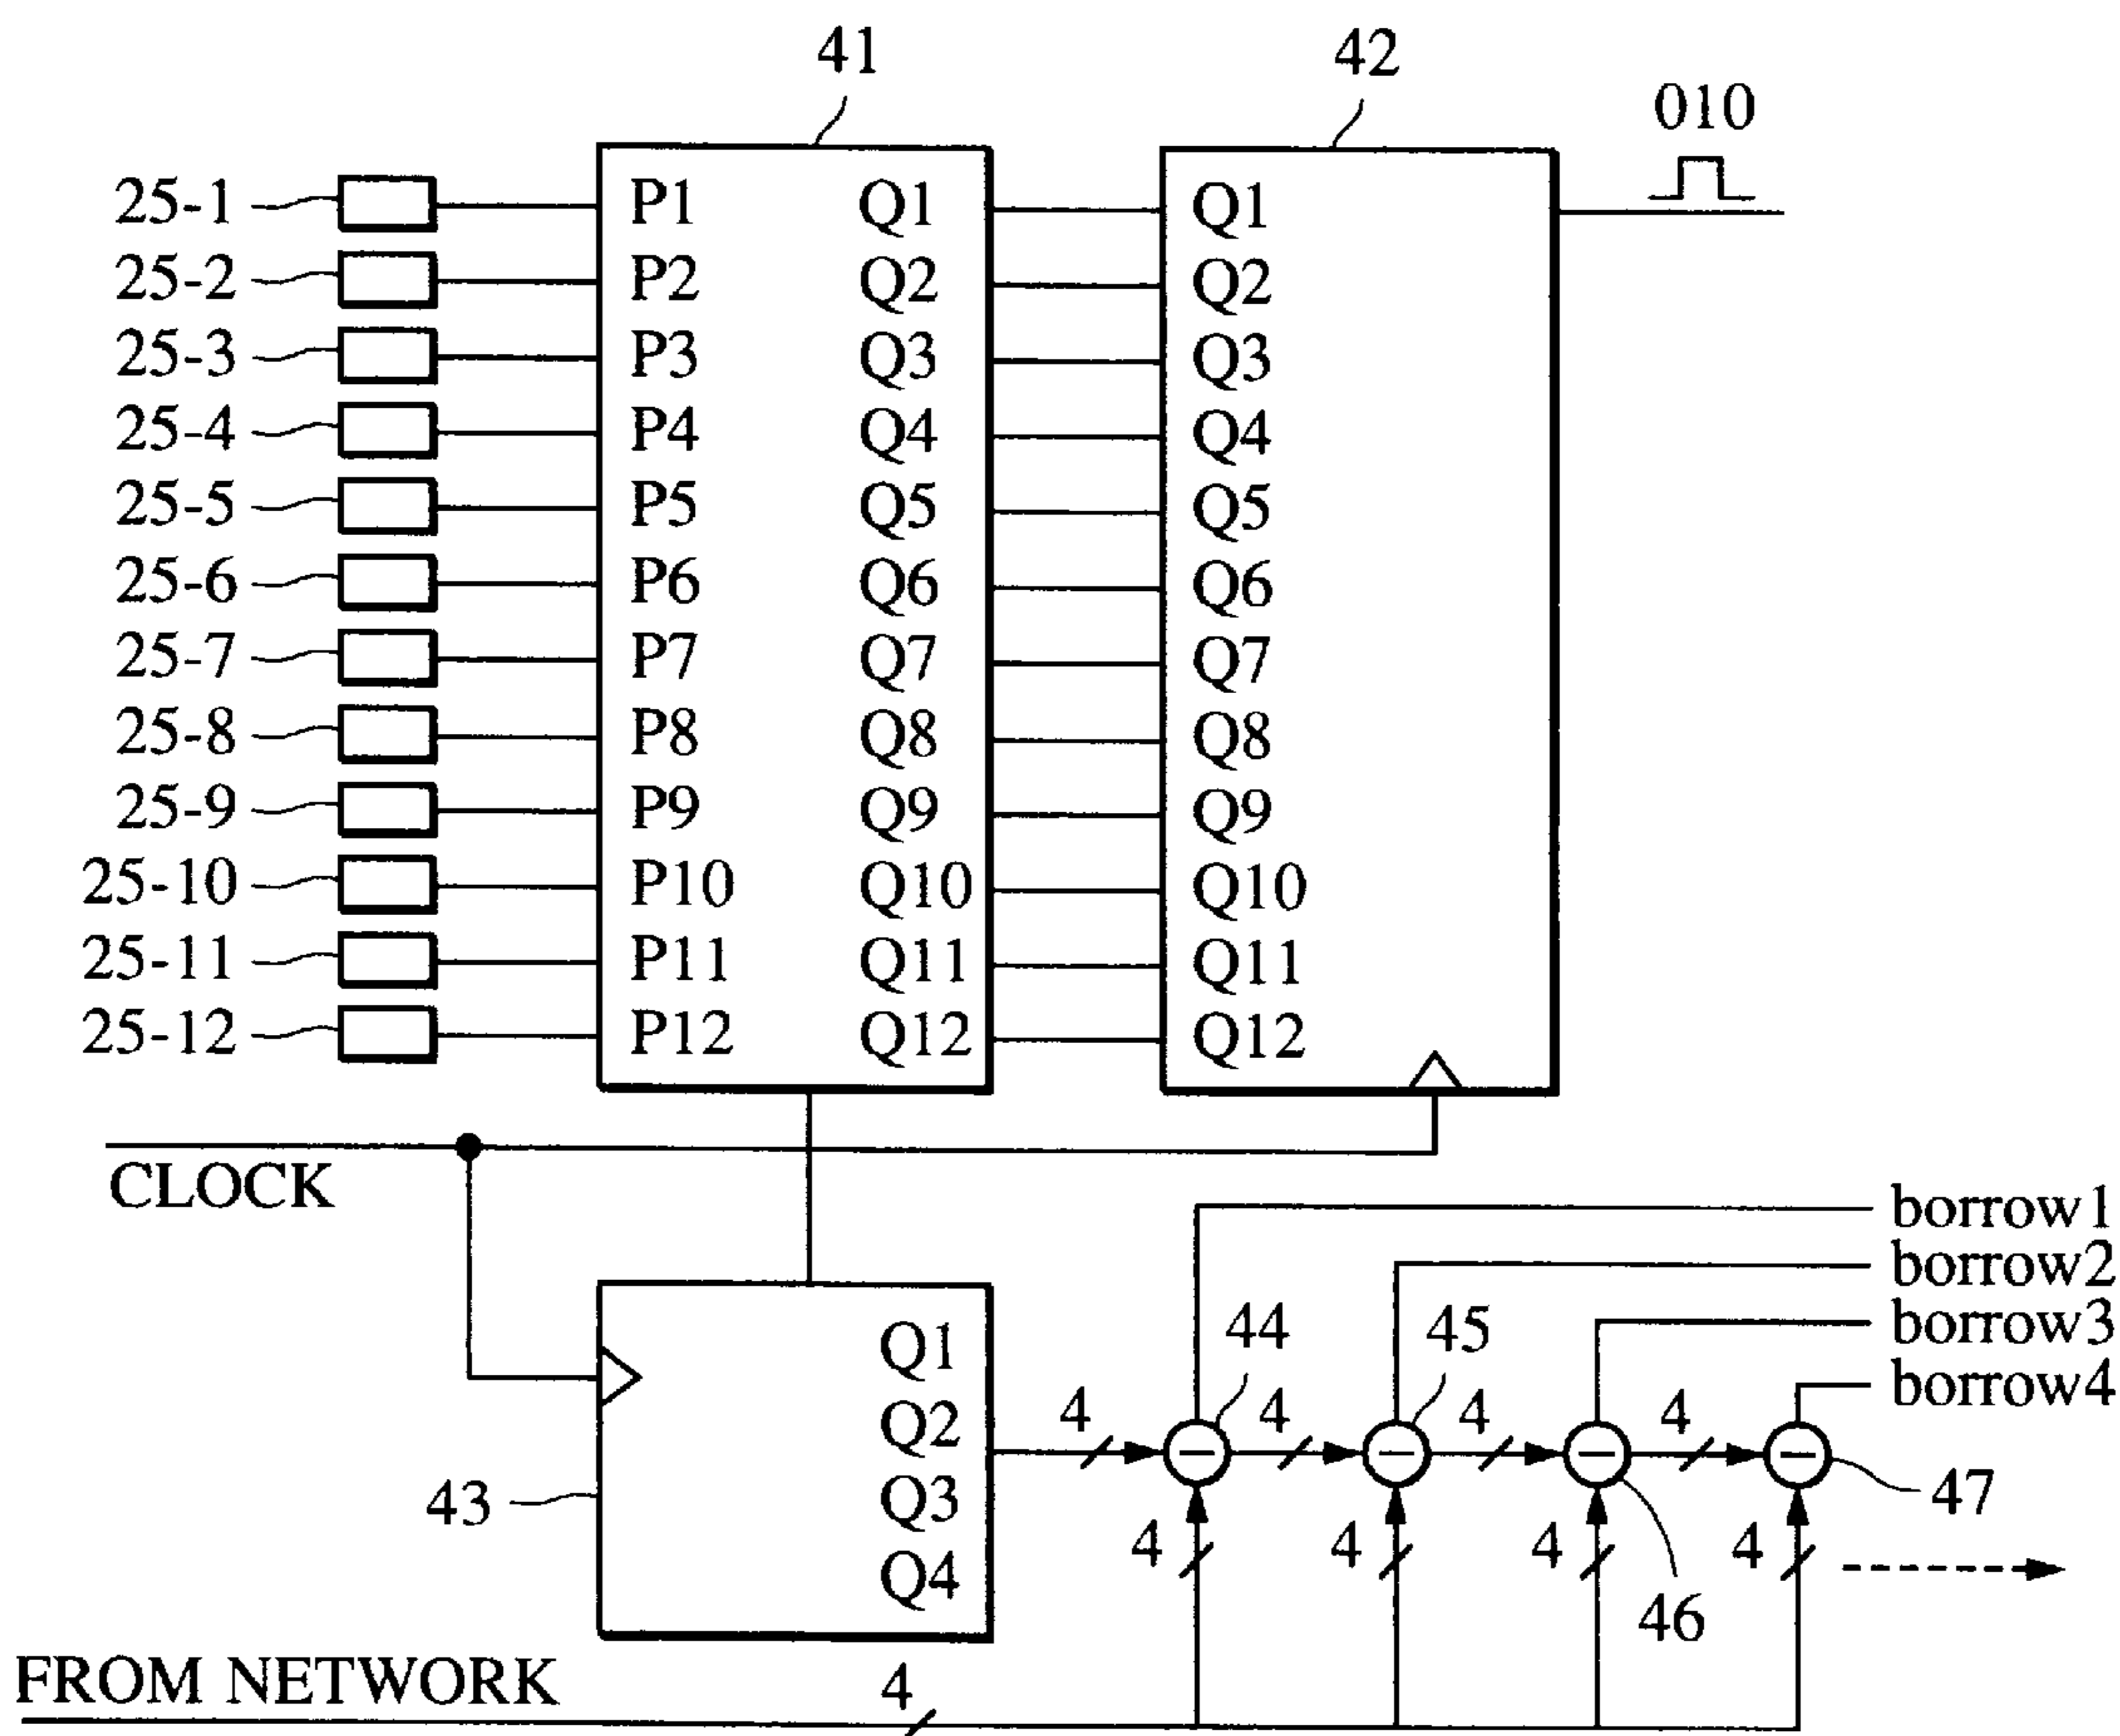 41 42
010
25-1 P1 Q1 Q1
25-2 P2 Q2 Q2
25-3 P3 Q3 Q3
25-4 P4 Q4 Q4
25-5 P5 Q5 Q5
25-6 P6 Q6 Q6
25-7 P7 Q7 Q7
25-8 P8 Q8 Q8
25-9 P9 Q9 Q9
25-10 P10 Q10 Q10
25-11 P11 Q11 Q11
25-12 P12 Q12 Q12
CLOCK
borrow1
borrow2
borrow3
borrow4
44 45
Q1
Q2
Q3
Q4
43
4 4 4 4
47
4 4 4 4
46
FROM NETWORK 4